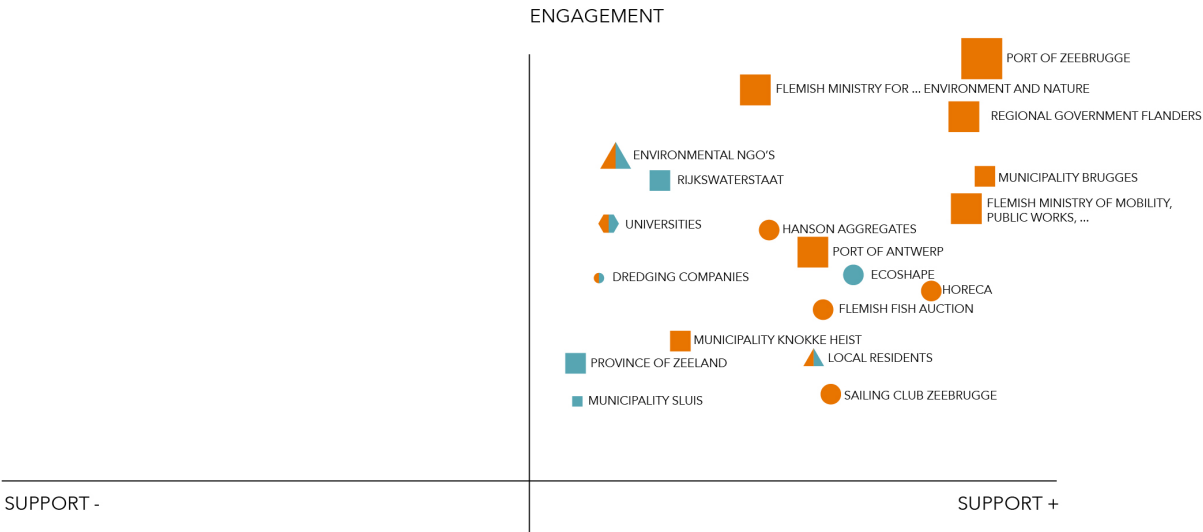 ENGAGEMENT
PORT OF ZEEBRUGGE
FLEMISH MINISTRY FOR ... ENVIRONMENT AND NATURE
REGIONAL GOVERNMENT FLANDERS
ENVIRONMENTAL NGO'S
RIJKSWATERSTAAT
MUNICIPALITY BRUGGES
FLEMISH MINISTRY OF MOBILITY,
PUBLIC WORKS, ...
UNIVERSITIES
HANSON AGGREGATES
PORT OF ANTWERP
DREDGING COMPANIES
ECOSHAPE
HORECA
FLEMISH FISH AUCTION
MUNICIPALITY KNOKKE HEIST
LOCAL RESIDENTS
PROVINCE OF ZEELAND
SAILING CLUB ZEEBRUGGE
MUNICIPALITY SLUIS
SUPPORT -
SUPPORT +